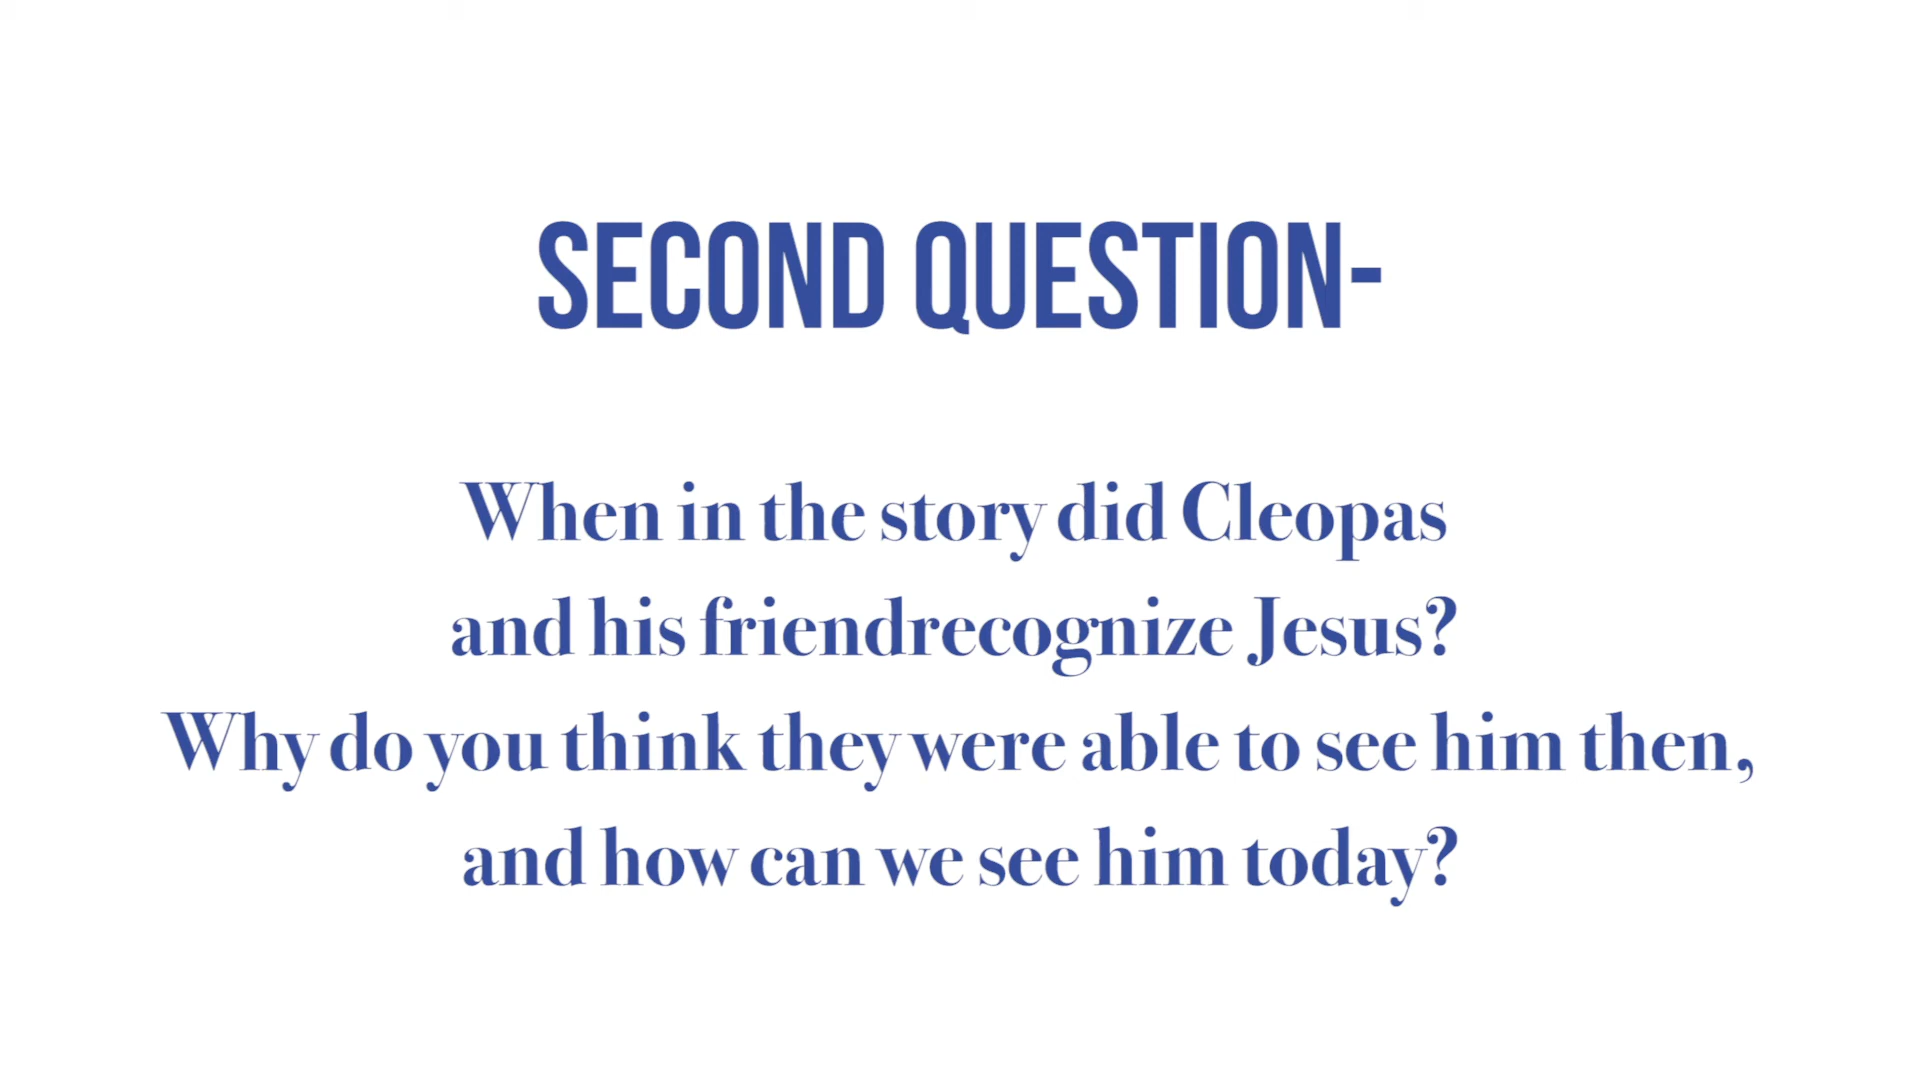 SECOND QUESTION-
When in the story did Cleopas
and his friendrecognize Jesus?
Why do you think they were able to see him then,
and how can we see him today?